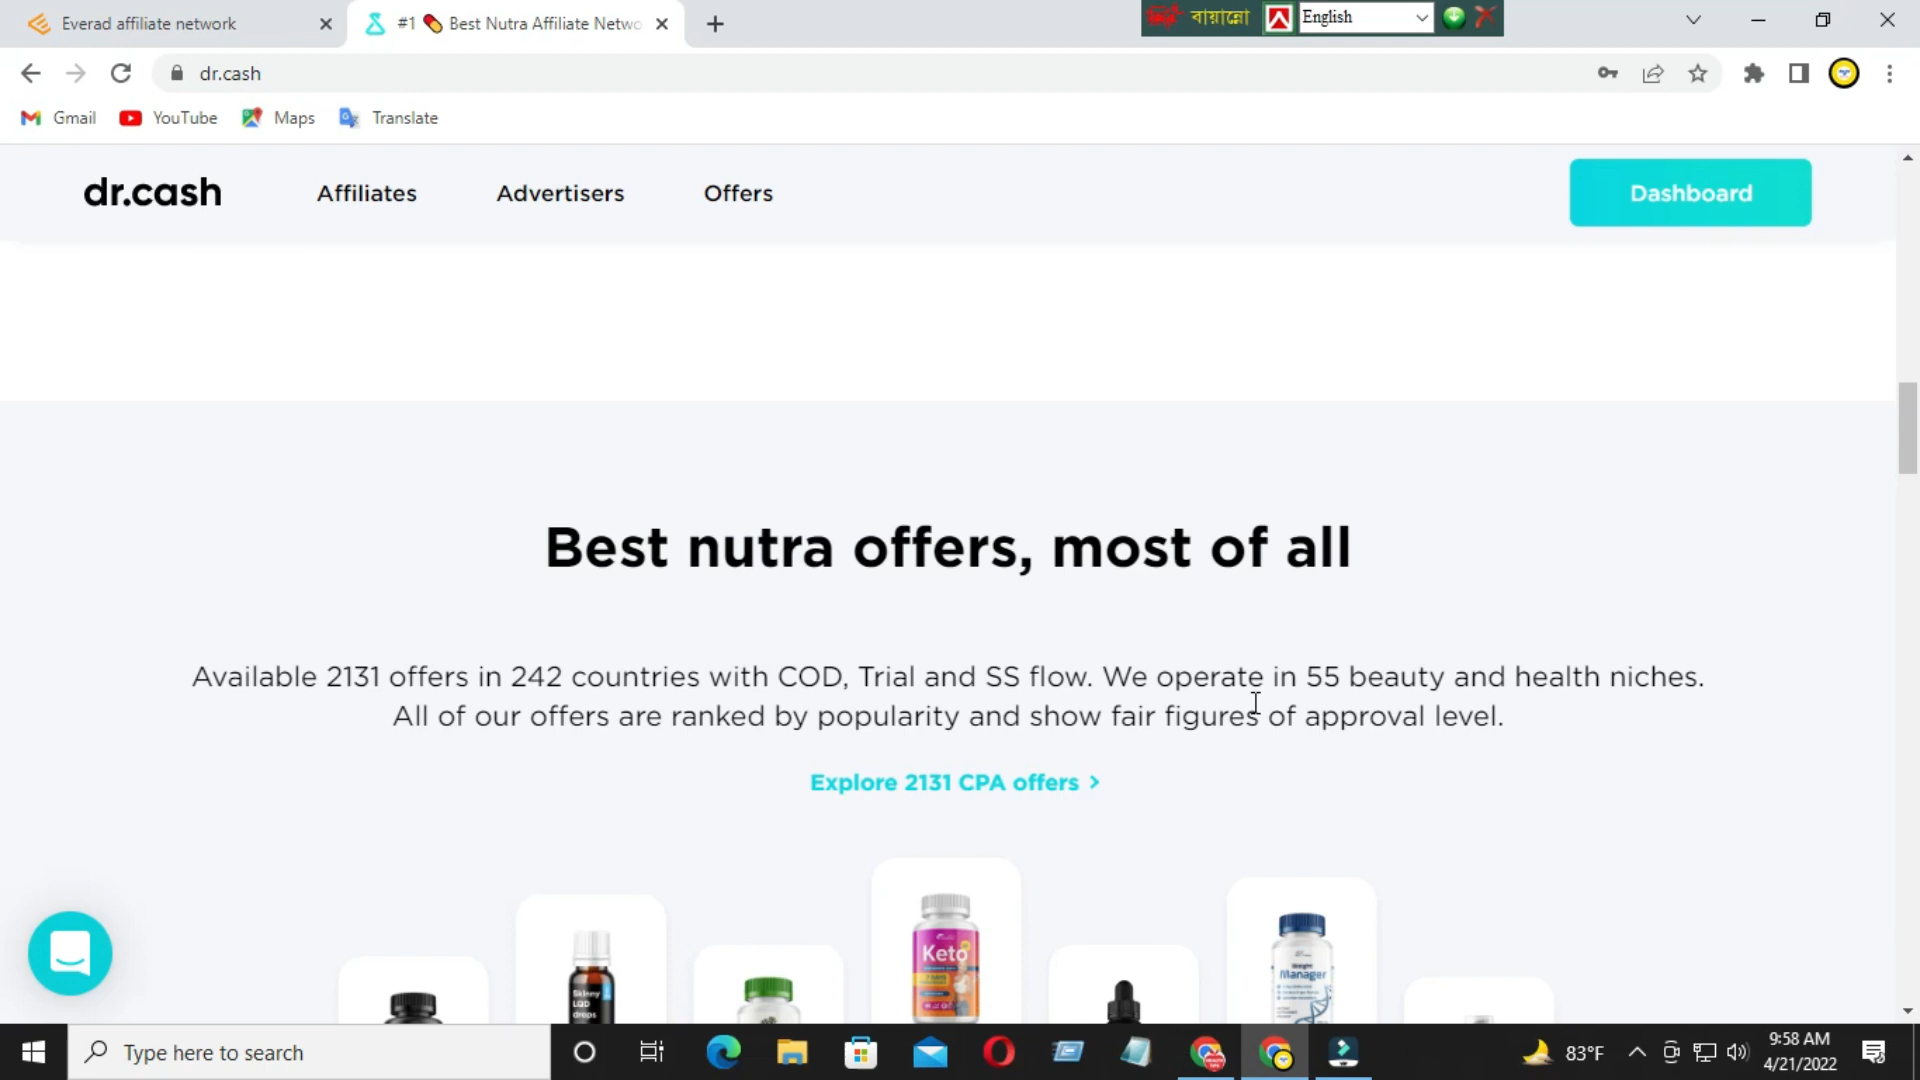 Everad affiliate network
#1 💊 Best Nutra Affiliate Netwo
বায়ান্নো
English
dr.cash
Gmail
YouTube
Maps
Translate
dr.cash
Affiliates
Advertisers
Offers
Dashboard
Best nutra offers, most of all
Available 2131 offers in 242 countries with COD, Trial and SS flow. We operate in 55 beauty and health niches.
All of our offers are ranked by popularity and show fair figures of approval level.
Explore 2131 CPA offers >
Keto
Skinny
LQD
drops
Weight
Manager
Type here to search
83°F
9:58 AM
4/21/2022